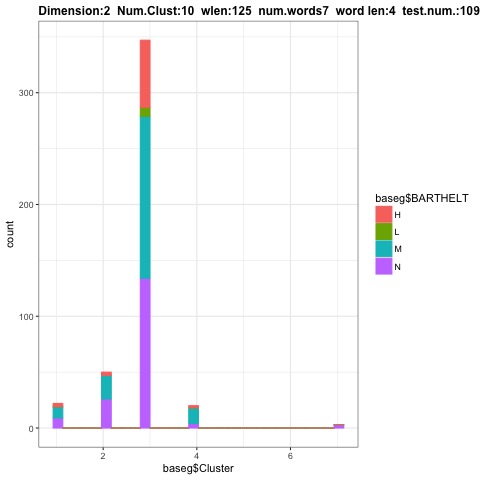 Dimension:2 Num.Clust:10 wlen:125 num.words7 word len:4 test.num.:109
300
200
100
0
count
2 4 6
baseg$Cluster
baseg$BARTHELT
H
L
M
N